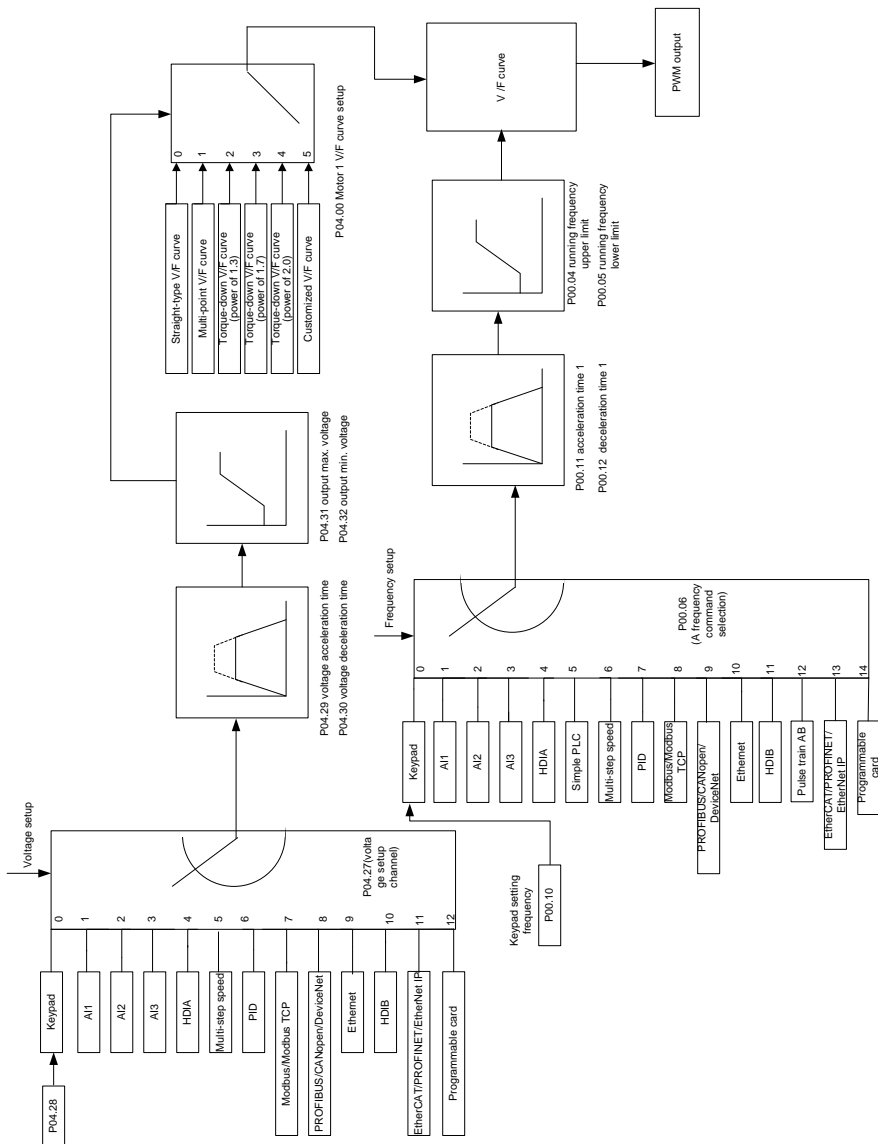 Voltage setup
P04.28
Keypad
AI1
AI2
AI3
HDIA
Multi-step speed
PID
Modbus/Modbus TCP
PROFIBUS/CANopen/DeviceNet
Ethernet
HDIB
EtherCAT/PROFINET/EtherNet IP
Programmable card
0
1
2
3
4
5
6
7
8
9
10
11
12
P04.27(volta
ge setup
channel)
P04.29 voltage acceleration time
P04.30 voltage deceleration time
P04.31 output max. voltage
P04.32 output min. voltage
Straight-type V/F curve
Multi-point V/F curve
Torque-down V/F curve
(power of 1.3)
Torque-down V/F curve
(power of 1.7)
Torque-down V/F curve
(power of 2.0)
Customized V/F curve
0
1
2
3
4
5
P04.00 Motor 1 V/F curve setup
Frequency setup
Keypad setting
frequency
P00.10
Keypad
AI1
AI2
AI3
HDIA
Simple PLC
Multi-step speed
PID
Modbus/Modbus
TCP
PROFIBUS/CANopen/
DeviceNet
Ethernet
HDIB
Pulse train AB
EtherCAT/PROFINET/
EtherNet IP
Programmable
card
0
1
2
3
4
5
6
7
8
9
10
11
12
13
14
P00.06
(A frequency
command
selection)
P00.11 acceleration time 1
P00.12 deceleration time 1
P00.04 running frequency
upper limit
P00.05 running frequency
lower limit
V /F curve
PWM output